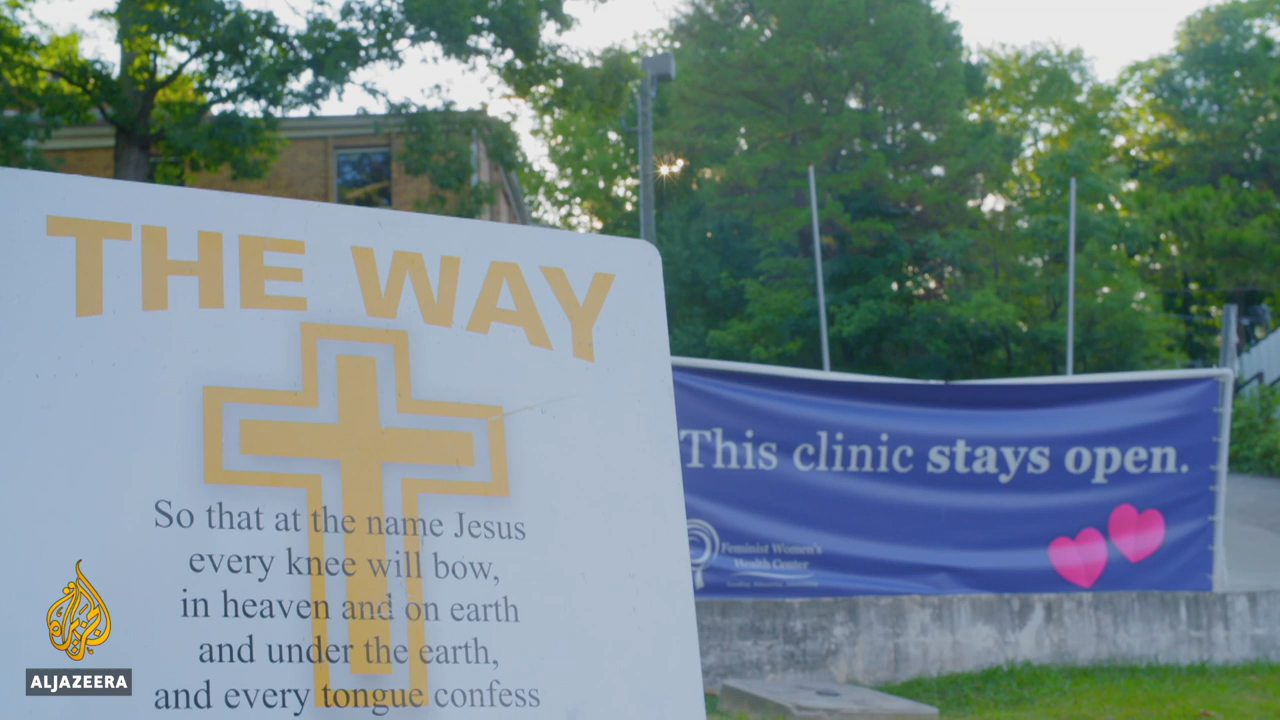 THE WAY
So that at the name Jesus
every knee will bow,
in heaven and on earth
and under the earth,
and every tongue confess
This clinic stays open.
Feminist Women's
Health Center
ALJAZEERA